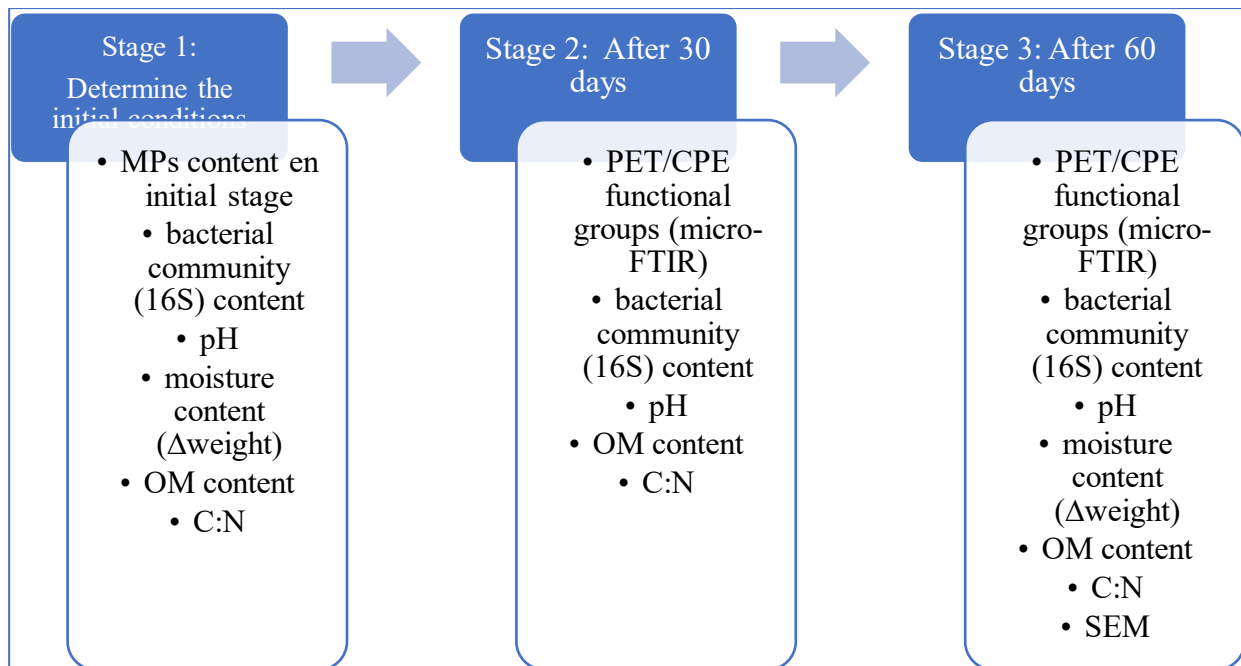 Stage 1:
Determine the
initial conditions
• MPs content en
initial stage
• bacterial
community
(16S) content
• pH
• moisture
content
(Δweight)
• OM content
• C:N
Stage 2:  After 30
days
• PET/CPE
functional
groups (micro-
FTIR)
• bacterial
community
(16S) content
• pH
• OM content
• C:N
Stage 3: After 60
days
• PET/CPE
functional
groups (micro-
FTIR)
• bacterial
community
(16S) content
• pH
• moisture
content
(Δweight)
• OM content
• C:N
• SEM